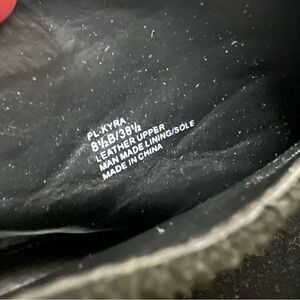 PL-KYRA
8½B/38½
LEATHER UPPER
MAN MADE LINING/SOLE
MADE IN CHINA